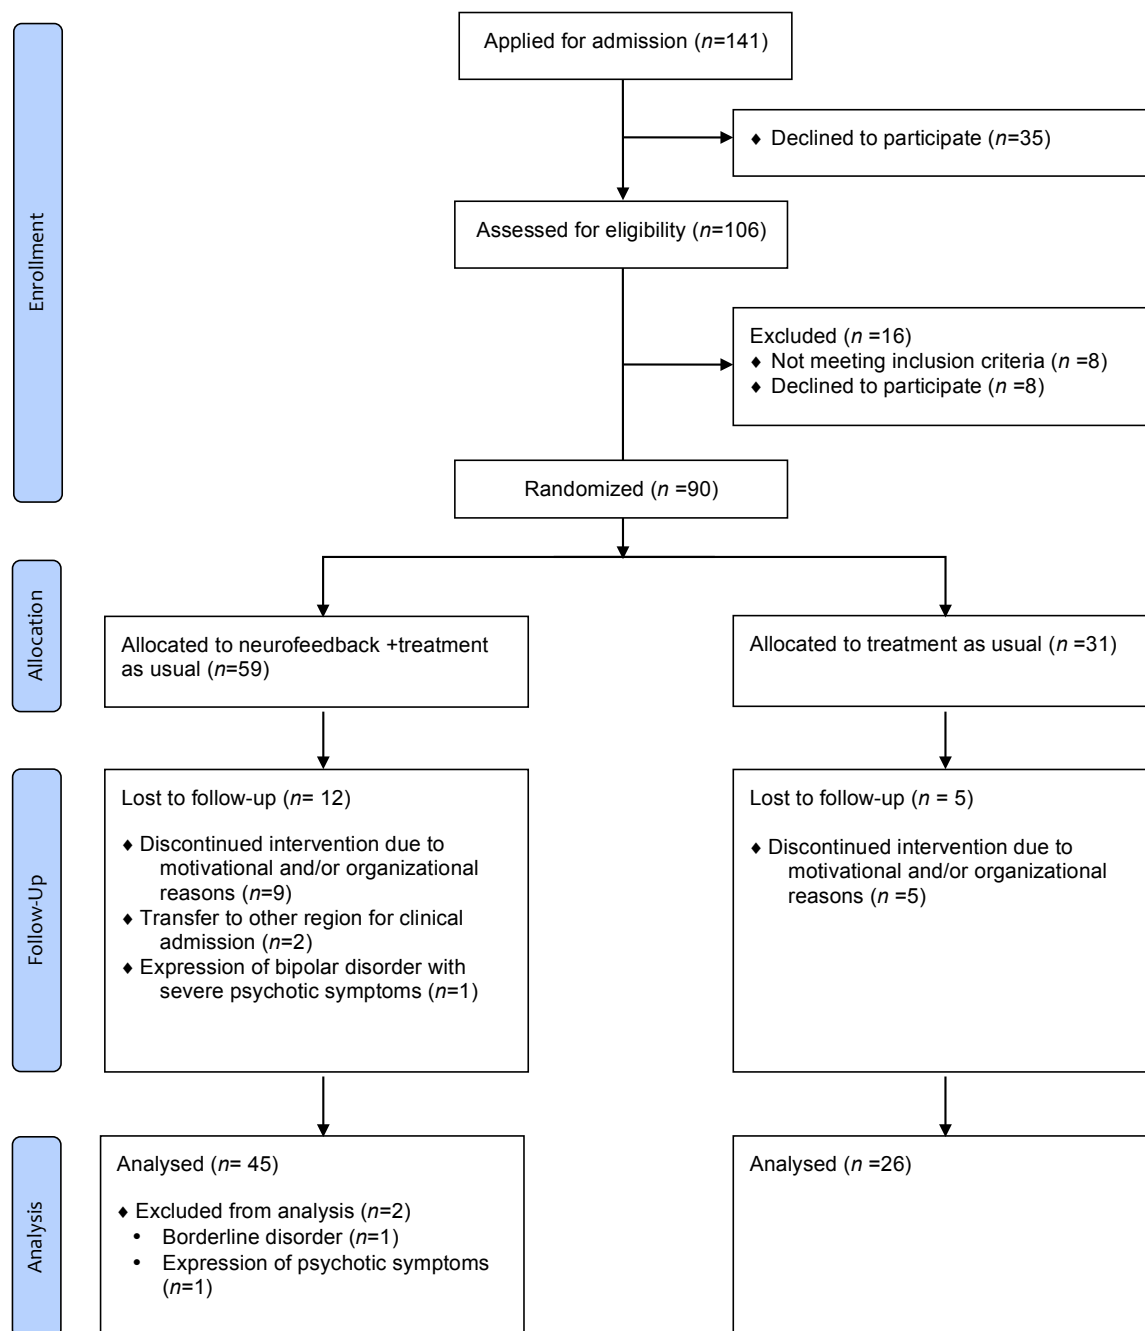 Enrollment
Applied for admission (n=141)
♦ Declined to participate (n=35)
Assessed for eligibility (n=106)
Excluded (n =16)
♦ Not meeting inclusion criteria (n =8)
♦ Declined to participate (n =8)
Randomized (n =90)
Allocation
Allocated to neurofeedback +treatment
as usual (n=59)
Allocated to treatment as usual (n =31)
Follow-Up
Lost to follow-up (n= 12)
♦ Discontinued intervention due to
motivational and/or organizational
reasons (n=9)
♦ Transfer to other region for clinical
admission (n=2)
♦ Expression of bipolar disorder with
severe psychotic symptoms (n=1)
Lost to follow-up (n = 5)
♦ Discontinued intervention due to
motivational and/or organizational
reasons (n =5)
Analysis
Analysed (n= 45)
♦ Excluded from analysis (n=2)
• Borderline disorder (n=1)
• Expression of psychotic symptoms
(n=1)
Analysed (n =26)